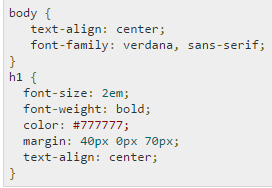 body {
   text-align: center;
   font-family: verdana, sans-serif;
}
h1 {
  font-size: 2em;
  font-weight: bold;
  color: #777777;
  margin: 40px 0px 70px;
  text-align: center;
}